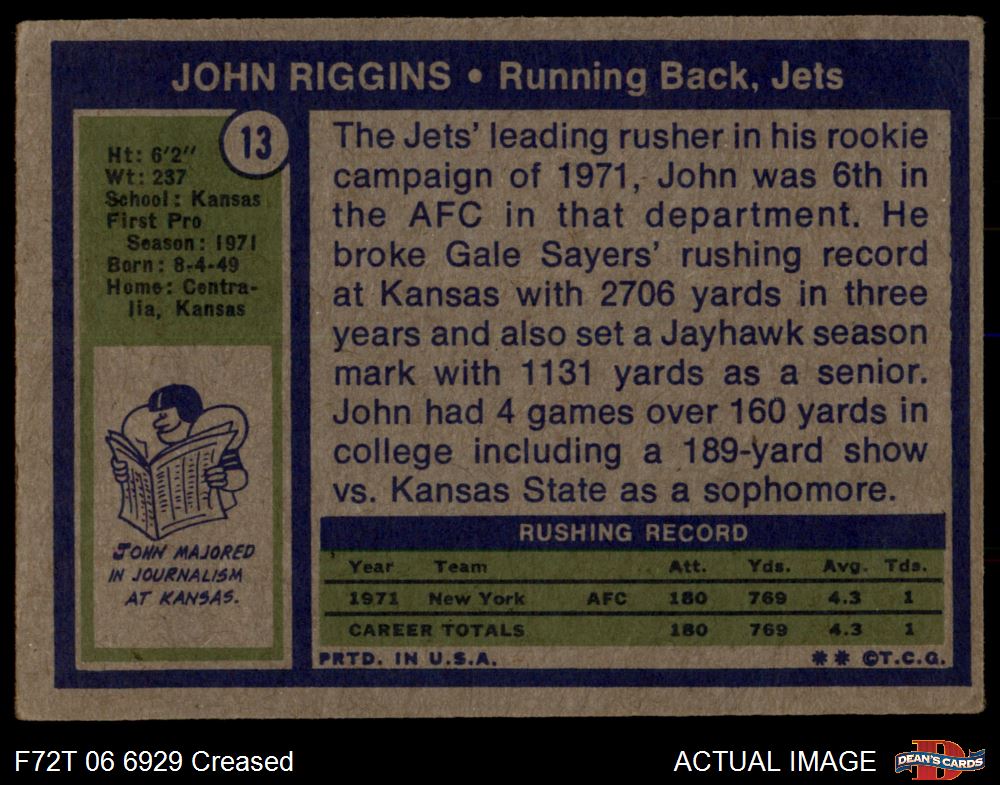 JOHN RIGGINS • Running Back, Jets
13
Ht: 6'2"
Wt: 237
School: Kansas
First Pro
Season: 1971
Born: 8-4-49
Home: Centra-
lia, Kansas
JOHN MAJORED
IN JOURNALISM
AT KANSAS.
The Jets' leading rusher in his rookie
campaign of 1971, John was 6th in
the AFC in that department. He
broke Gale Sayers' rushing record
at Kansas with 2706 yards in three
years and also set a Jayhawk season
mark with 1131 yards as a senior.
John had 4 games over 160 yards in
college including a 189-yard show
vs. Kansas State as a sophomore.
RUSHING RECORD
Year Team Att. Yds. Avg. Tds.
1971 New York AFC 180 769 4.3 1
CAREER TOTALS 180 769 4.3 1
PRTD. IN U.S.A. ** ©T.C.G.
F72T 06 6929 Creased
ACTUAL IMAGE
D
DEAN'S CARDS